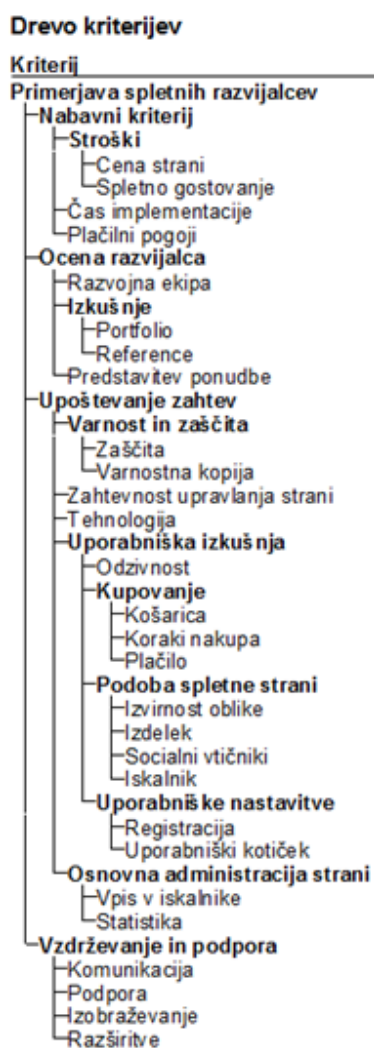 Drevo kriterijev
Kriterij
Primerjava spletnih razvijalcev
Nabavni kriterij
Stroški
Cena strani
Spletno gostovanje
Čas implementacije
Plačilni pogoji
Ocena razvijalca
Razvojna ekipa
Izkušnje
Portfolio
Reference
Predstavitev ponudbe
Upoštevanje zahtev
Varnost in zaščita
Zaščita
Varnostna kopija
Zahtevnost upravljanja strani
Tehnologija
Uporabniška izkušnja
Odzivnost
Kupovanje
Košarica
Koraki nakupa
Plačilo
Podoba spletne strani
Izvirnost oblike
Izdelek
Socialni vtičniki
Iskalnik
Uporabniške nastavitve
Registracija
Uporabniški kotiček
Osnovna administracija strani
Vpis v iskalnike
Statistika
Vzdrževanje in podpora
Komunikacija
Podpora
Izobraževanje
Razširitve